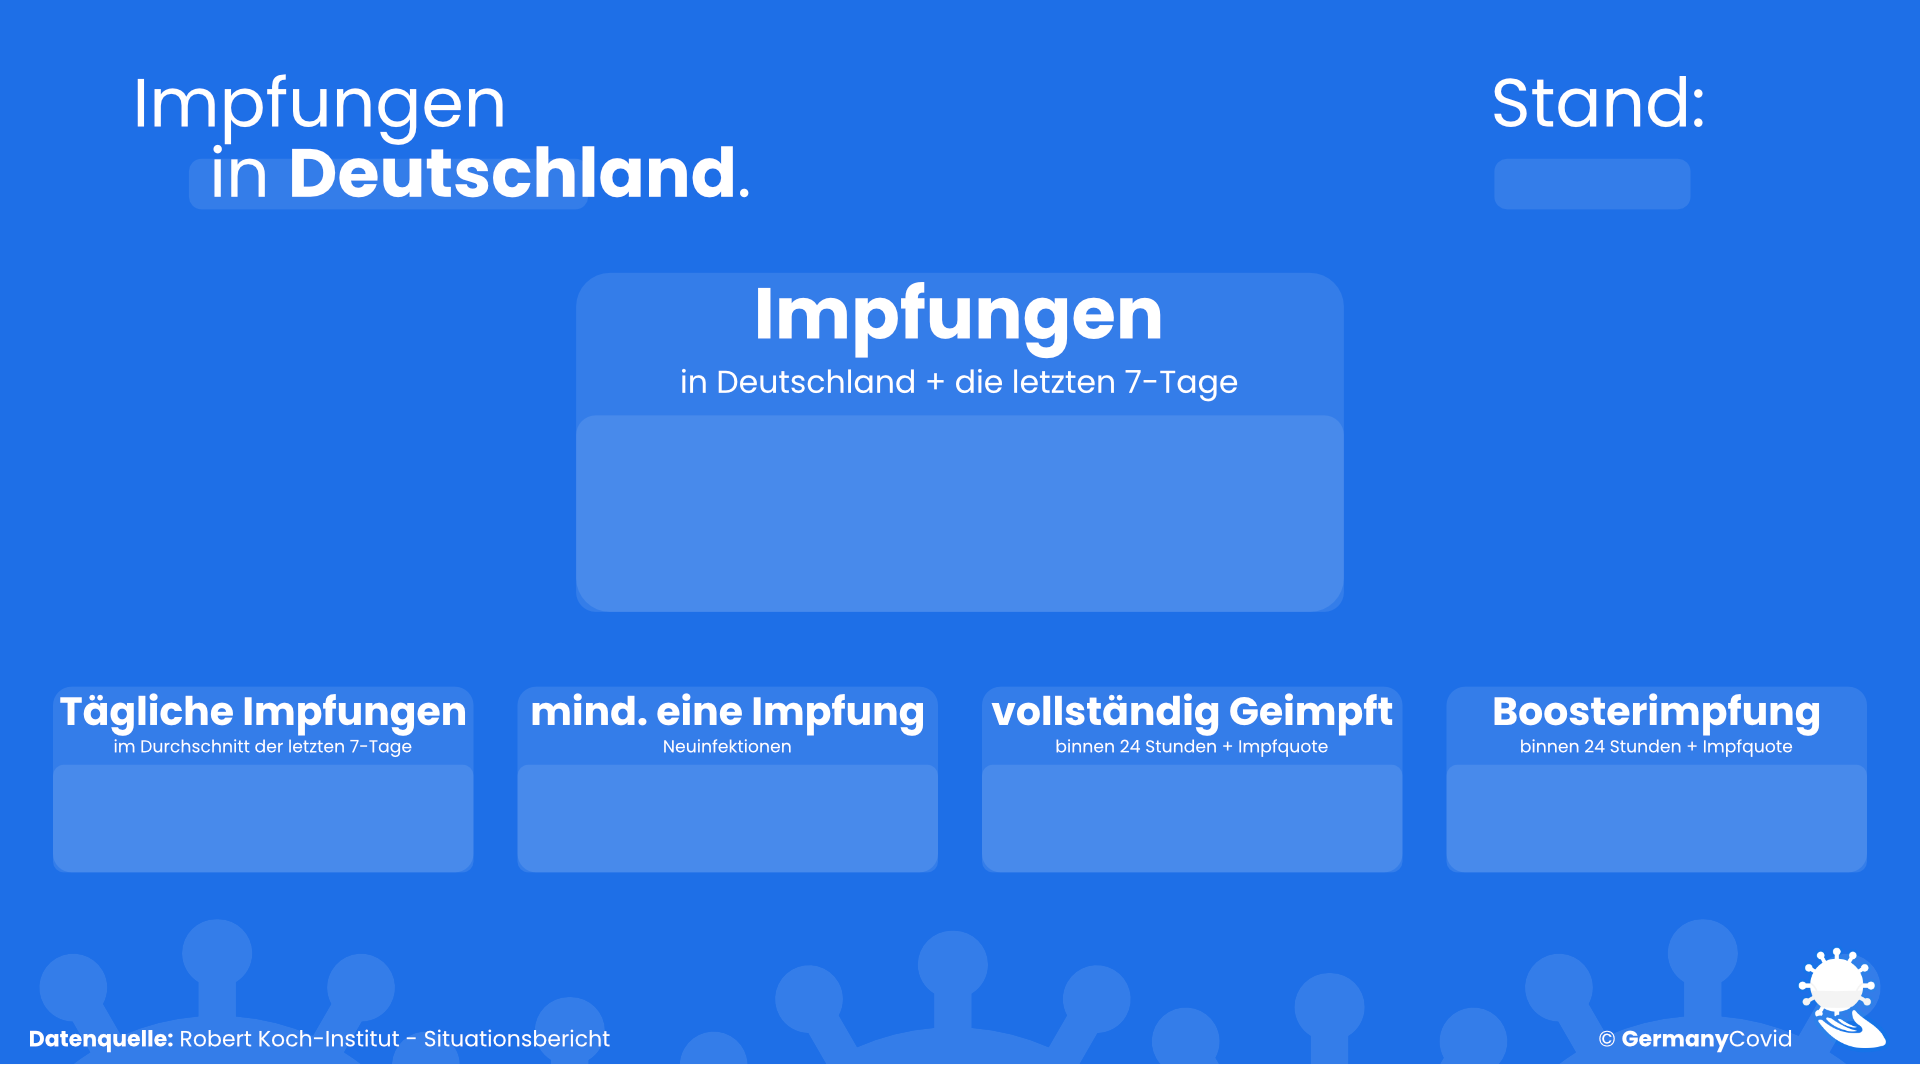 Impfungen
in Deutschland.
Stand:
Impfungen
in Deutschland + die letzten 7-Tage
Tägliche Impfungen
im Durchschnitt der letzten 7-Tage
mind. eine Impfung
Neuinfektionen
vollständig Geimpft
binnen 24 Stunden + Impfquote
Boosterimpfung
binnen 24 Stunden + Impfquote
Datenquelle: Robert Koch-Institut - Situationsbericht
© GermanyCovid